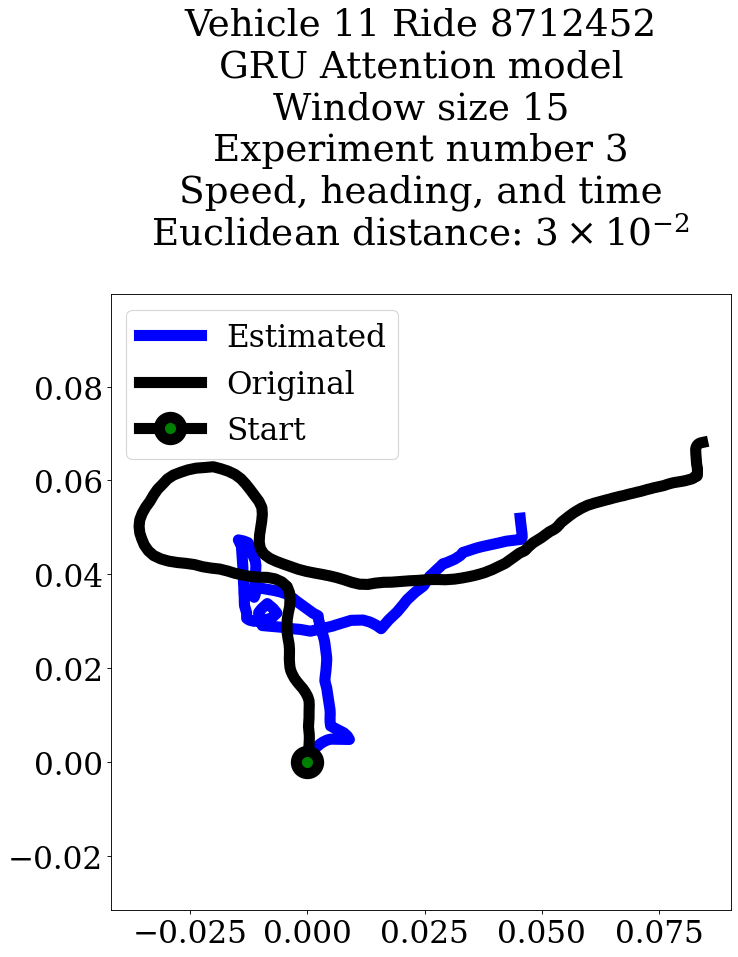 Vehicle 11 Ride 8712452
GRU Attention model
Window size 15
Experiment number 3
Speed, heading, and time
Euclidean distance: 3 × 10⁻²
Estimated
Original
Start
0.08
0.06
0.04
0.02
0.00
−0.02
−0.025 0.000 0.025 0.050 0.075